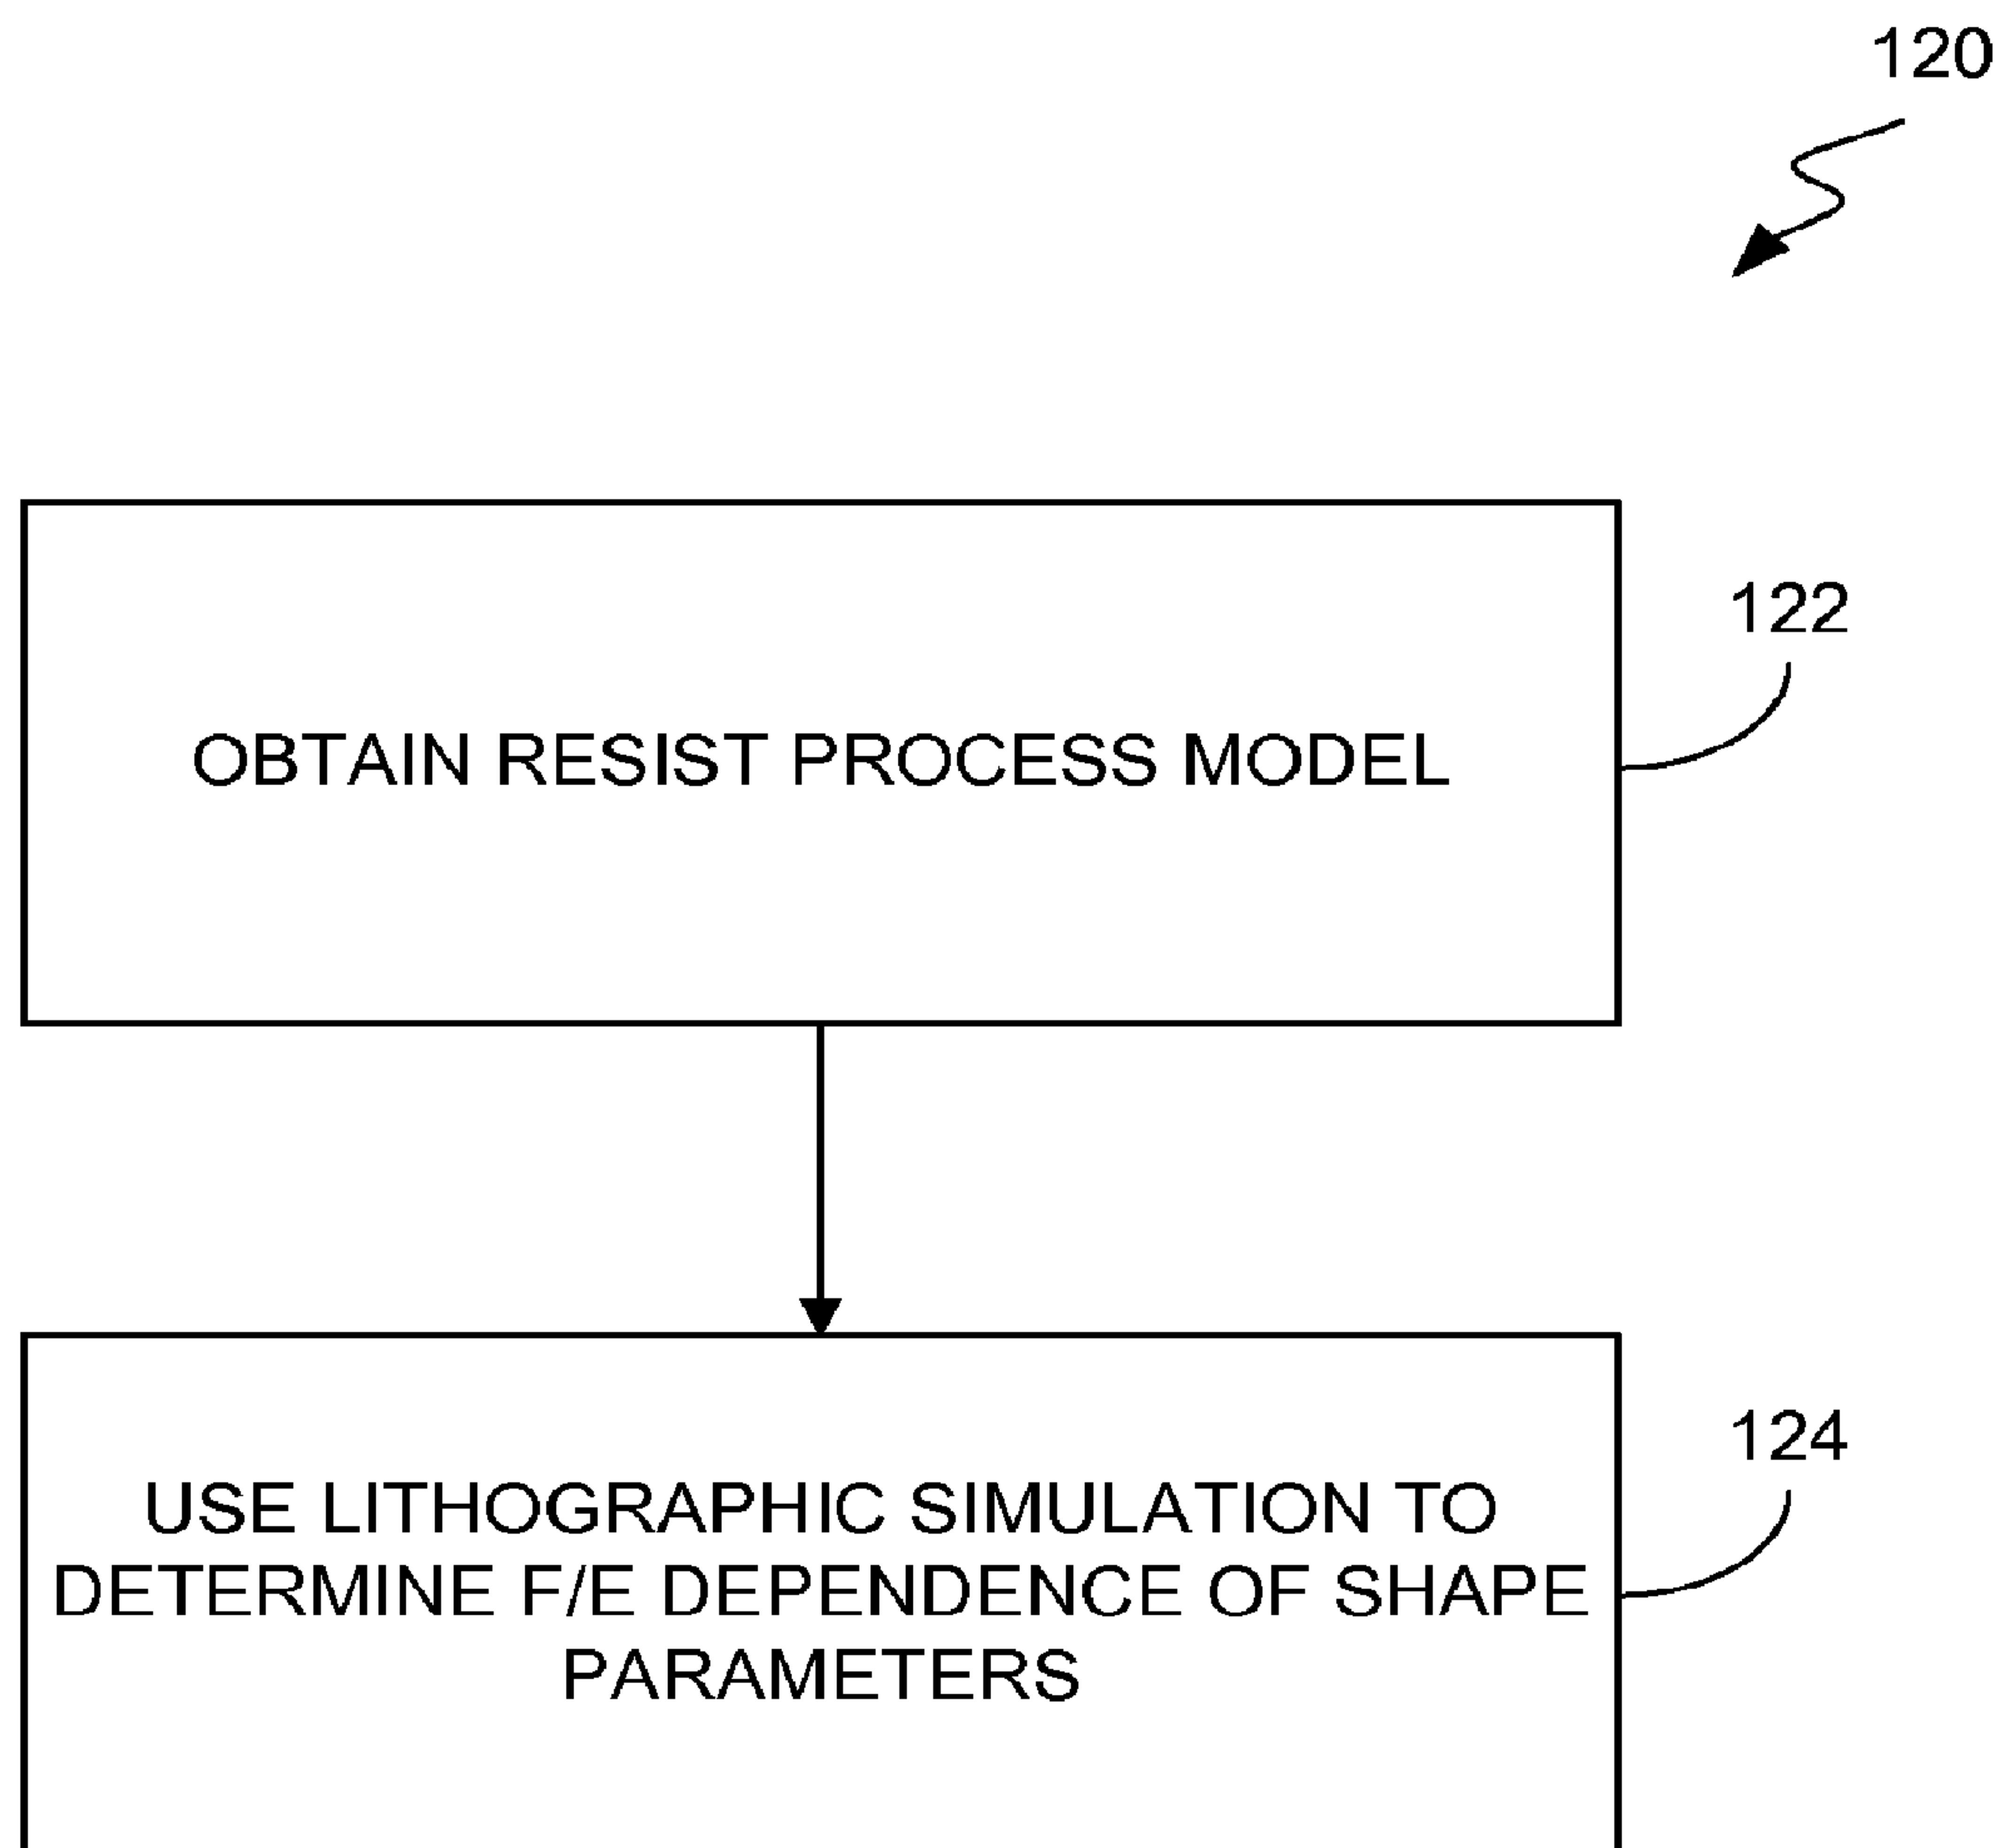 120
OBTAIN RESIST PROCESS MODEL
122
USE LITHOGRAPHIC SIMULATION TO
DETERMINE F/E DEPENDENCE OF SHAPE
PARAMETERS
124